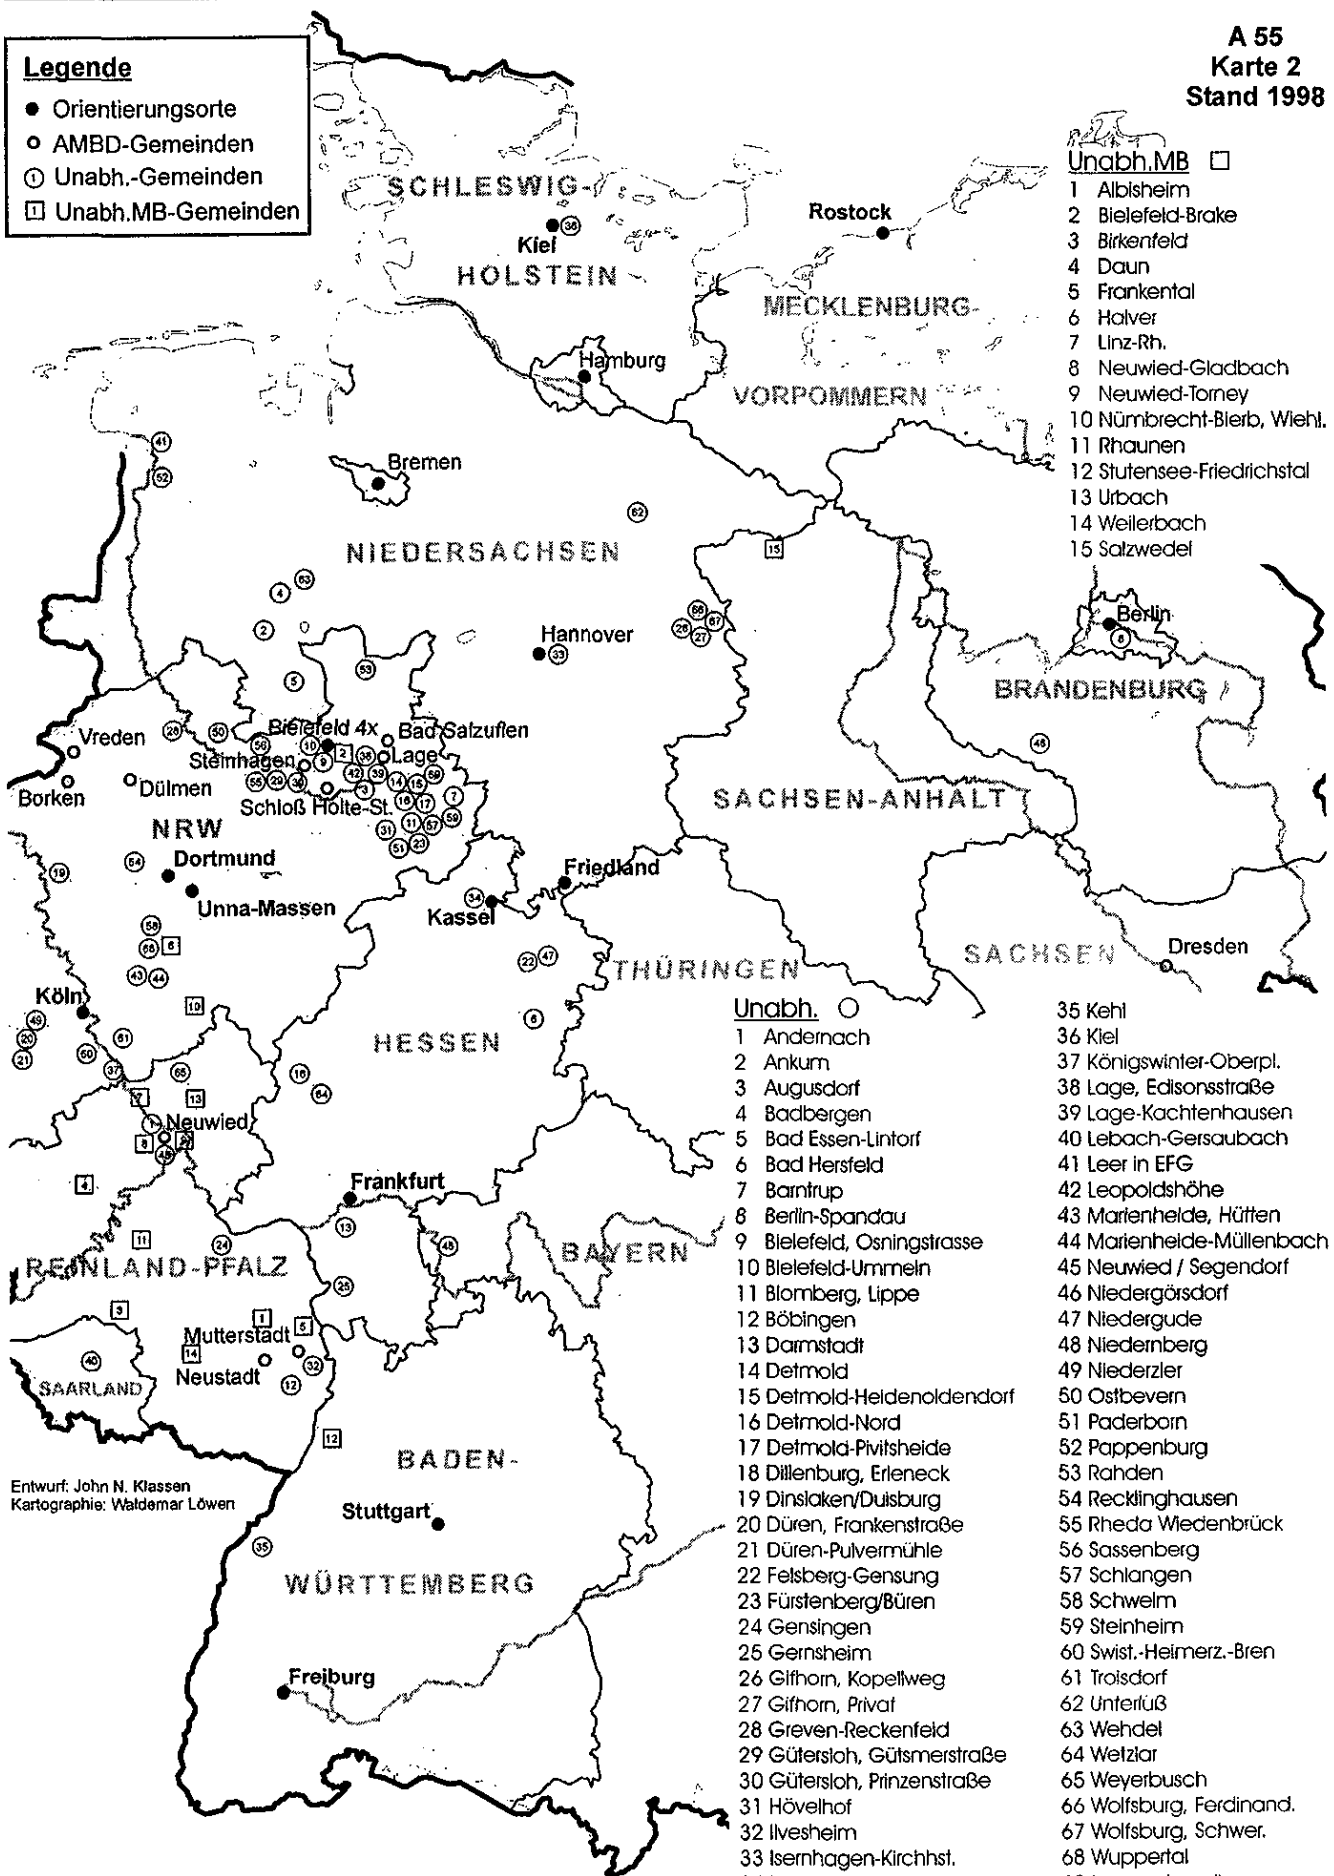 A 55
Karte 2
Stand 1998
Legende
Orientierungsorte
AMBD-Gemeinden
1 Unabh.-Gemeinden
1 Unabh.MB-Gemeinden
Unabh.MB
1 Albisheim
2 Bielefeld-Brake
3 Birkenfeld
4 Daun
5 Frankental
6 Halver
7 Linz-Rh.
8 Neuwied-Gladbach
9 Neuwied-Torney
10 Nümbrecht-Bierb, Wiehl.
11 Rhaunen
12 Stutensee-Friedrichstal
13 Urbach
14 Weilerbach
15 Salzwedel
SCHLESWIG-
Kiel
HOLSTEIN
Rostock
MECKLENBURG-
VORPOMMERN
Hamburg
Bremen
NIEDERSACHSEN
Hannover
Berlin
BRANDENBURG
Vreden
Borken
Dülmen
Bielefeld 4x
Steinhagen
Bad Salzuflen
Lage
Schloß Holte-St.
NRW
Dortmund
Unna-Massen
SACHSEN-ANHALT
Friedland
Kassel
THÜRINGEN
SACHSEN
Dresden
Köln
HESSEN
Neuwied
Frankfurt
BAYERN
REINLAND-PFALZ
Mutterstadt
Neustadt
SAARLAND
BADEN-
Stuttgart
WÜRTTEMBERG
Freiburg
Entwurf: John N. Klassen
Kartographie: Waldemar Löwen
Unabh.
1 Andernach
2 Ankum
3 Augusdorf
4 Badbergen
5 Bad Essen-Lintorf
6 Bad Hersfeld
7 Barntrup
8 Berlin-Spandau
9 Bielefeld, Osningstrasse
10 Bielefeld-Ummeln
11 Blomberg, Lippe
12 Böbingen
13 Darmstadt
14 Detmold
15 Detmold-Heidenoldendorf
16 Detmold-Nord
17 Detmold-Pivitsheide
18 Dillenburg, Erleneck
19 Dinslaken/Duisburg
20 Düren, Frankenstraße
21 Düren-Pulvermühle
22 Felsberg-Gensung
23 Fürstenberg/Büren
24 Gensingen
25 Gernsheim
26 Gifhorn, Kopellweg
27 Gifhorn, Privat
28 Greven-Reckenfeld
29 Gütersloh, Gütsmerstraße
30 Gütersloh, Prinzenstraße
31 Hövelhof
32 Ilvesheim
33 Isernhagen-Kirchhst.
35 Kehl
36 Kiel
37 Königswinter-Oberpl.
38 Lage, Edisonsstraße
39 Lage-Kachtenhausen
40 Lebach-Gersaubach
41 Leer in EFG
42 Leopoldshöhe
43 Marienheide, Hütten
44 Marienheide-Müllenbach
45 Neuwied / Segendorf
46 Niedergörsdorf
47 Niedergude
48 Niedernberg
49 Niederzier
50 Ostbevern
51 Paderborn
52 Pappenburg
53 Rahden
54 Recklinghausen
55 Rheda Wiedenbrück
56 Sassenberg
57 Schlangen
58 Schwelm
59 Steinheim
60 Swist.-Heimerz.-Bren
61 Troisdorf
62 Unterlüß
63 Wehdel
64 Wetzlar
65 Weyerbusch
66 Wolfsburg, Ferdinand.
67 Wolfsburg, Schwer.
68 Wuppertal